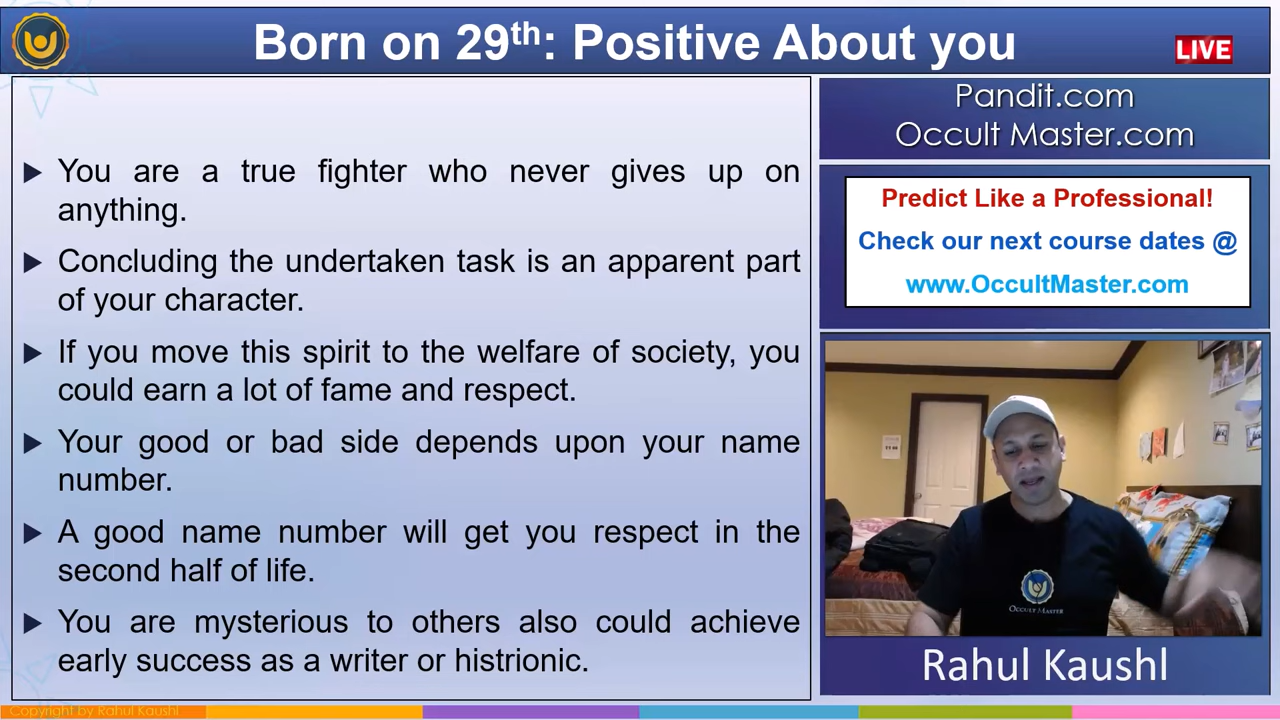 Born on 29th: Positive About you
LIVE
You are a true fighter who never gives up on
anything.
Concluding the undertaken task is an apparent part
of your character.
If you move this spirit to the welfare of society, you
could earn a lot of fame and respect.
Your good or bad side depends upon your name
number.
A good name number will get you respect in the
second half of life.
You are mysterious to others also could achieve
early success as a writer or histrionic.
Pandit.com
Occult Master.com
Predict Like a Professional!
Check our next course dates @
www.OccultMaster.com
OCCULT MASTER
Rahul Kaushl
Copyright by Rahul Kaushl